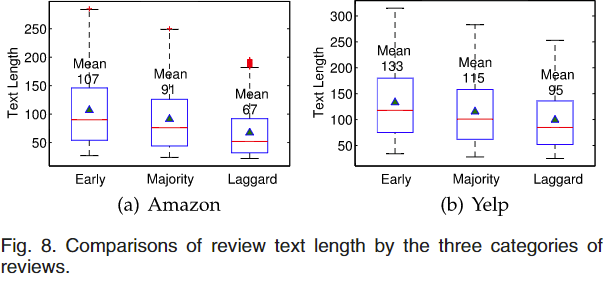 Text Length
250
200
150
100
50
Mean
107
Mean
91
Mean
67
Early Majority Laggard
(a) Amazon
Text Length
300
250
200
150
100
50
Mean
133
Mean
115
Mean
95
Early Majority Laggard
(b) Yelp
Fig. 8. Comparisons of review text length by the three categories of
reviews.